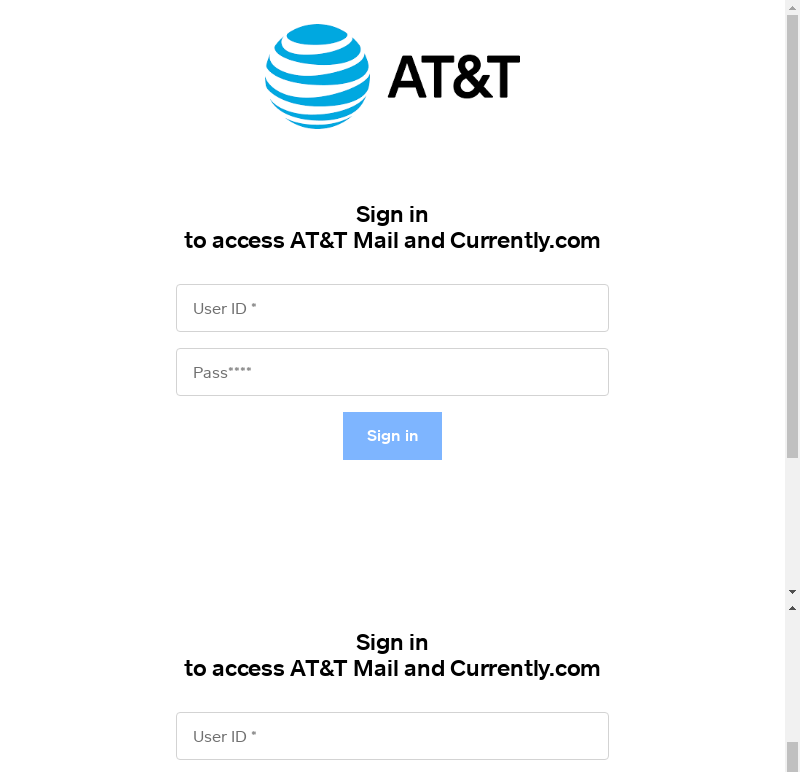 AT&T
Sign in
to access AT&T Mail and Currently.com
User ID *
Pass****
Sign in
Sign in
to access AT&T Mail and Currently.com
User ID *